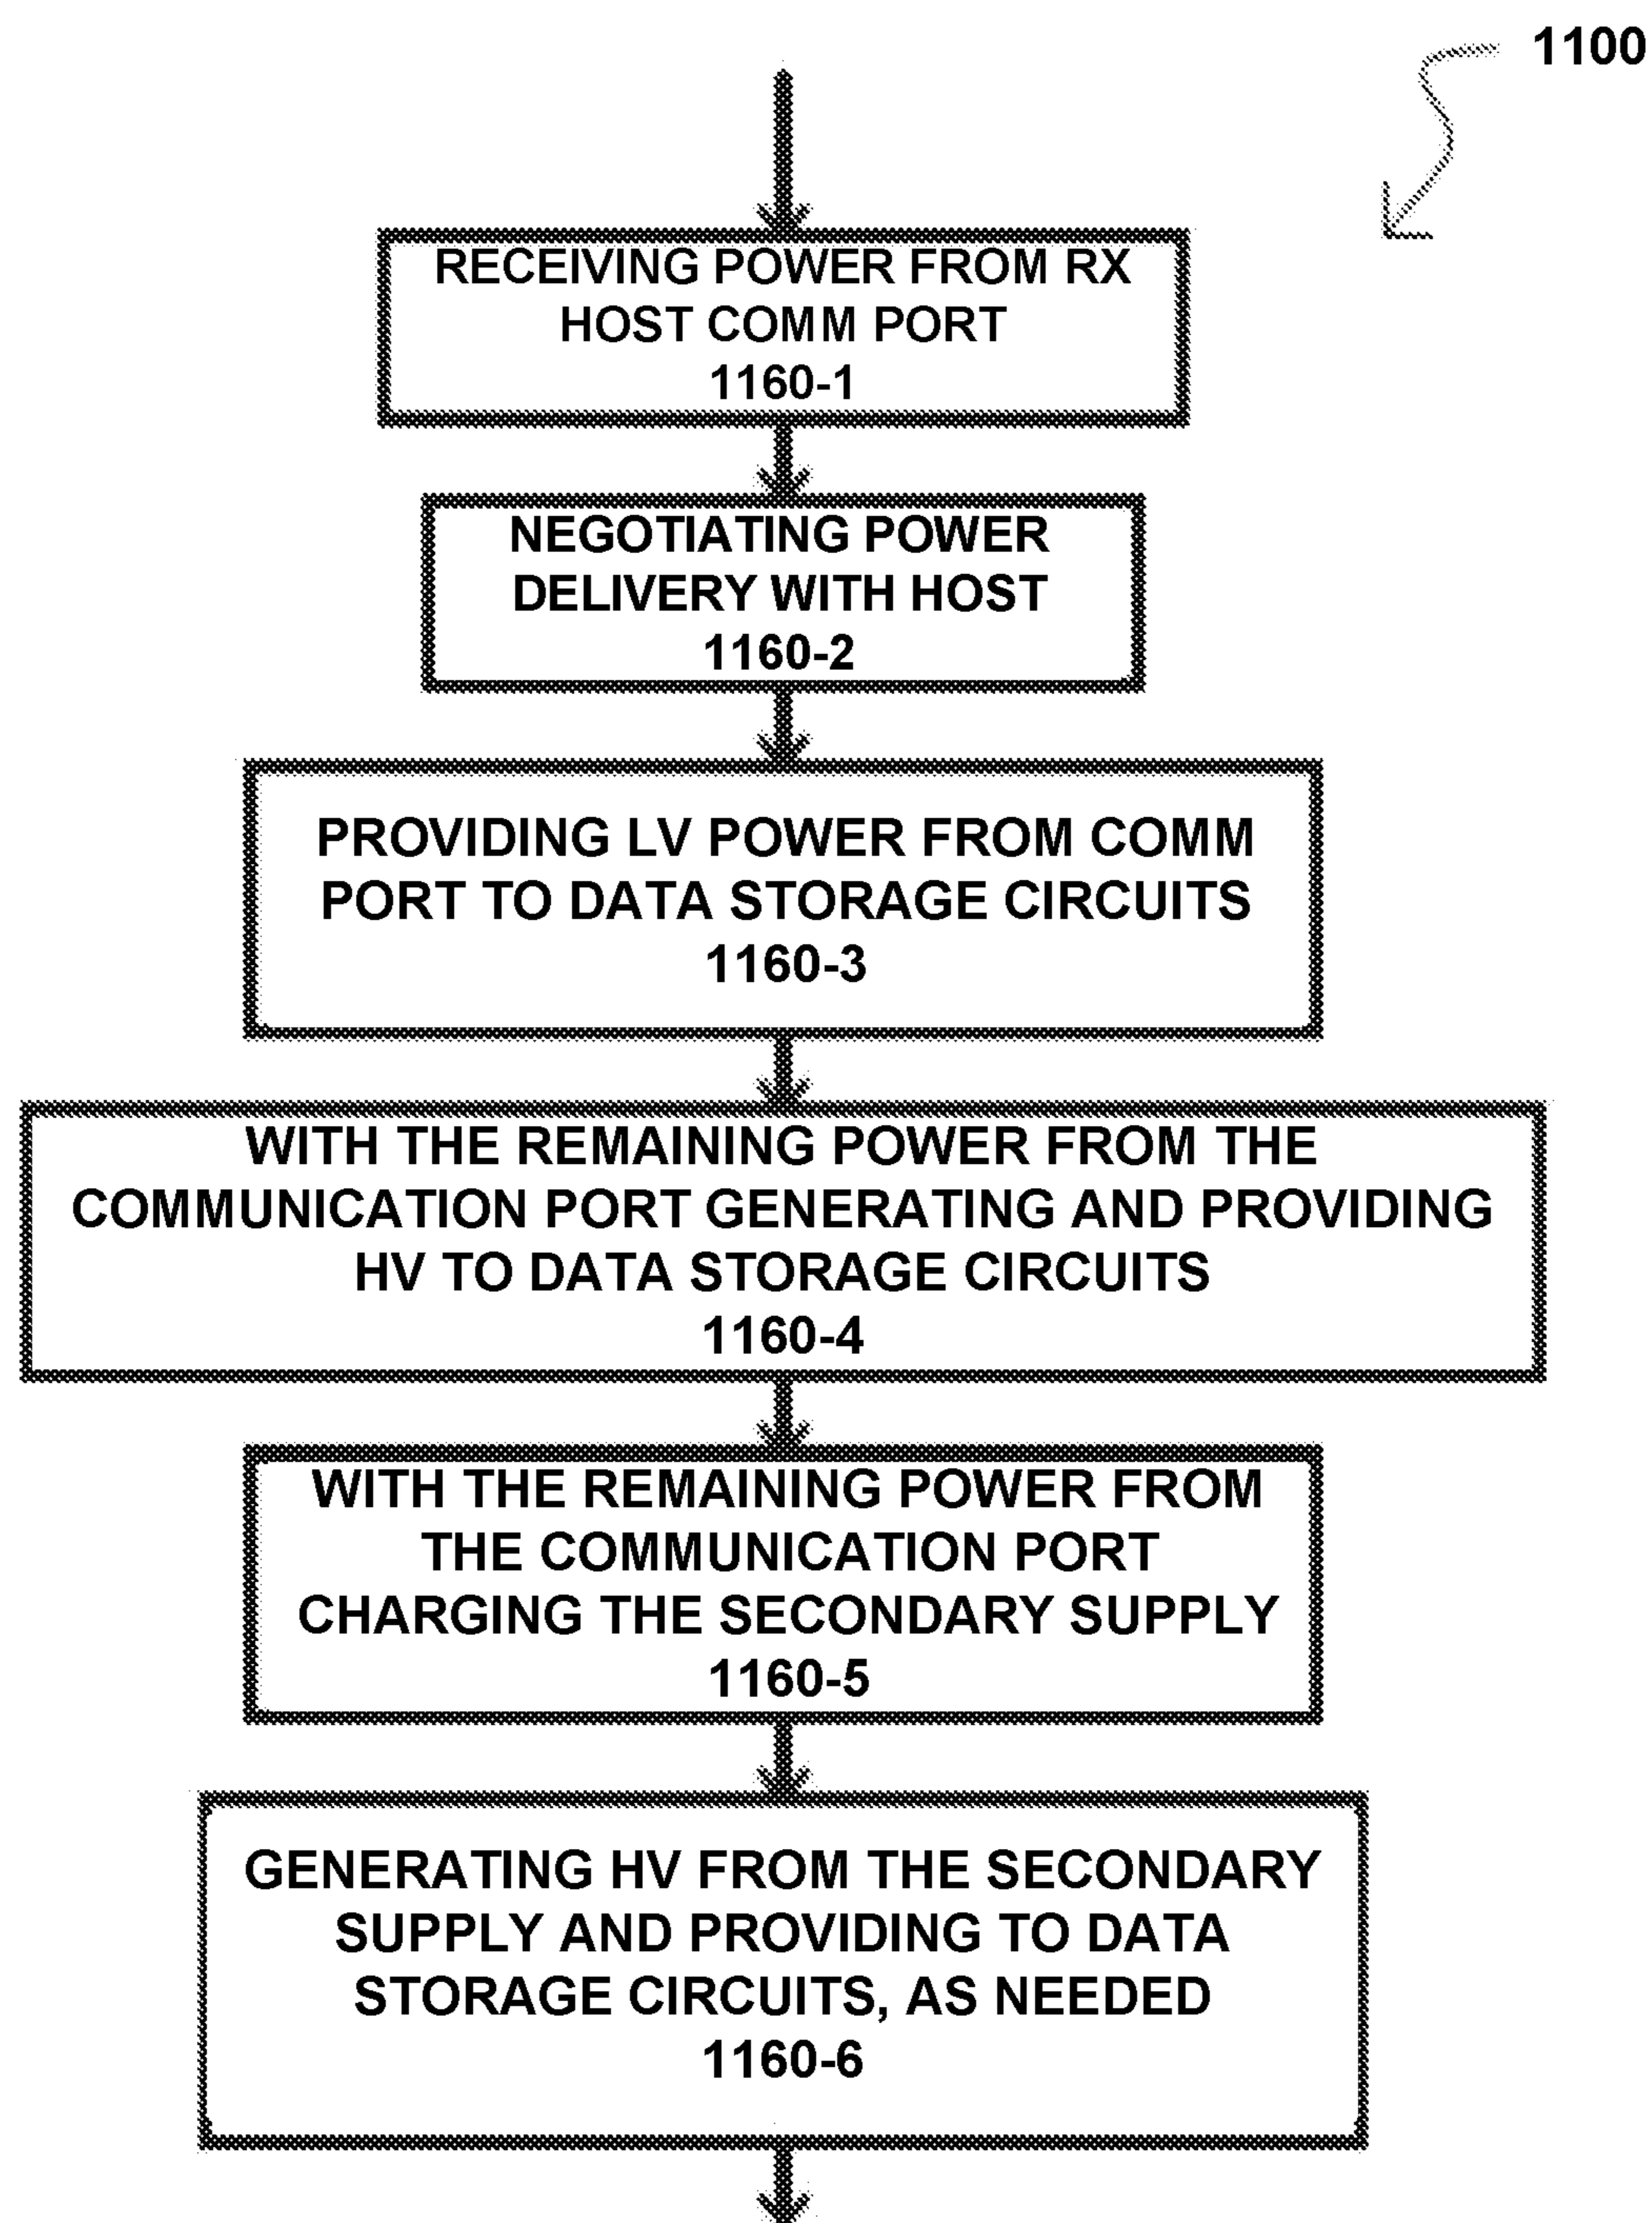 1100
RECEIVING POWER FROM RX
HOST COMM PORT
1160-1
NEGOTIATING POWER
DELIVERY WITH HOST
1160-2
PROVIDING LV POWER FROM COMM
PORT TO DATA STORAGE CIRCUITS
1160-3
WITH THE REMAINING POWER FROM THE
COMMUNICATION PORT GENERATING AND PROVIDING
HV TO DATA STORAGE CIRCUITS
1160-4
WITH THE REMAINING POWER FROM
THE COMMUNICATION PORT
CHARGING THE SECONDARY SUPPLY
1160-5
GENERATING HV FROM THE SECONDARY
SUPPLY AND PROVIDING TO DATA
STORAGE CIRCUITS, AS NEEDED
1160-6